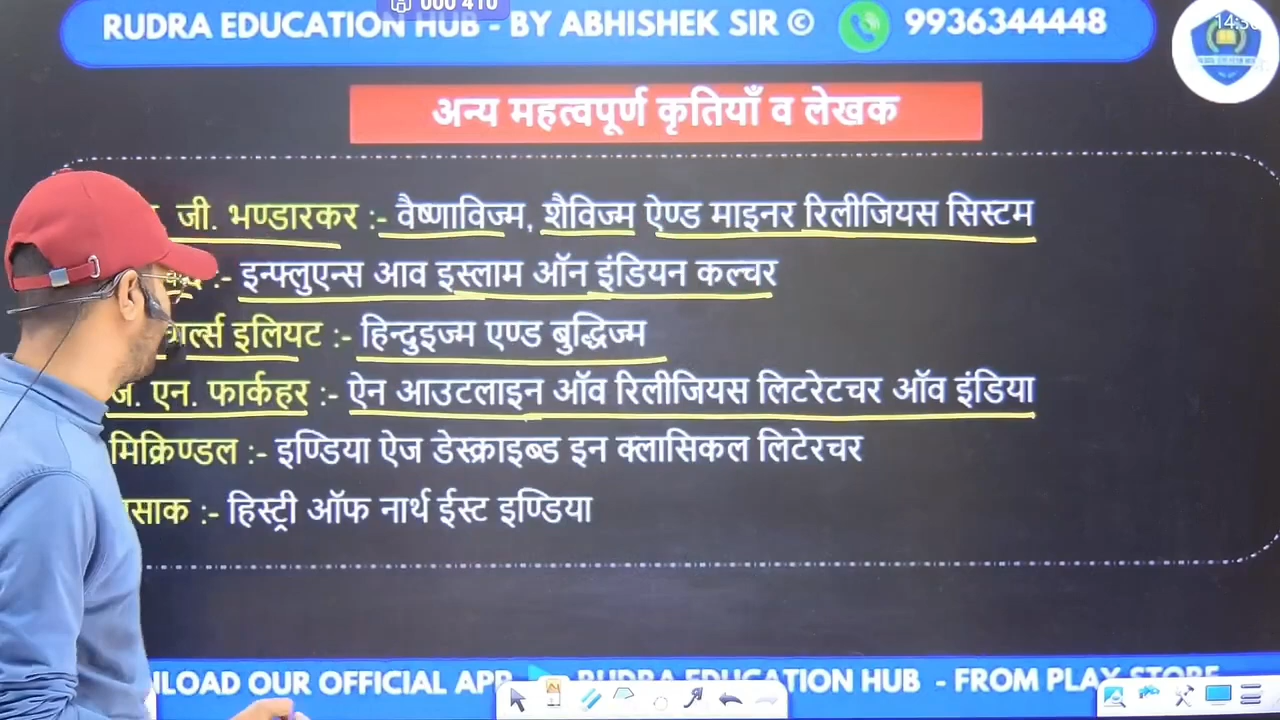 RUDRA EDUCATION HUB - BY ABHISHEK SIR © 9936344448
14:36
अन्य महत्वपूर्ण कृतियाँ व लेखक
जी. भण्डारकर :- वैष्णाविज्म, शैविज्म ऐण्ड माइनर रिलीजियस सिस्टम
:- इन्फ्लुएन्स आव इस्लाम ऑन इंडियन कल्चर
इलियट :- हिन्दुइज्म एण्ड बुद्धिज्म
जे. एन. फार्कहर :- ऐन आउटलाइन ऑव रिलीजियस लिटरेटचर ऑव इंडिया
मिक्रिण्डल :- इण्डिया ऐज डेस्क्राइब्ड इन क्लासिकल लिटेरचर
:- हिस्ट्री ऑफ नार्थ ईस्ट इण्डिया
OUR OFFICIAL APP RUDRA EDUCATION HUB - FROM PLAY STORE